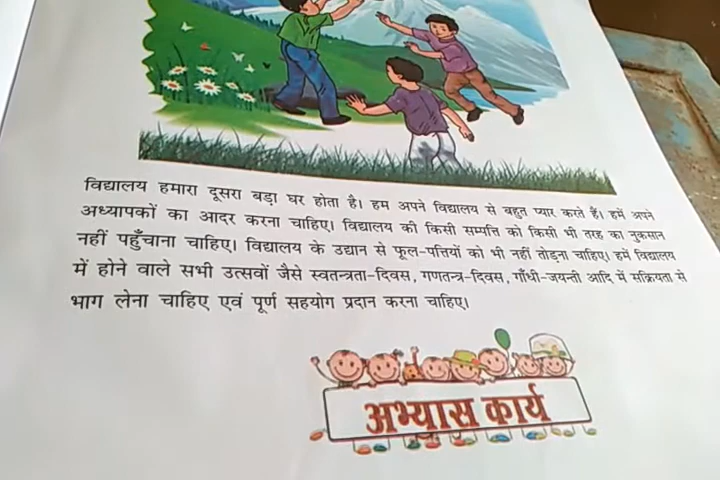 विद्यालय हमारा दूसरा बड़ा घर होता है। हम अपने विद्यालय से बहुत प्यार करते हैं। हमें अपने
अध्यापकों का आदर करना चाहिए। विद्यालय की किसी सम्पत्ति को किसी भी तरह का नुकसान
नहीं पहुँचाना चाहिए। विद्यालय के उद्यान से फूल-पत्तियों को भी नहीं तोड़ना चाहिए। हमें विद्यालय
में होने वाले सभी उत्सवों जैसे स्वतन्त्रता-दिवस, गणतन्त्र-दिवस, गाँधी-जयन्ती आदि में सक्रियता से
भाग लेना चाहिए एवं पूर्ण सहयोग प्रदान करना चाहिए।
अभ्यास कार्य